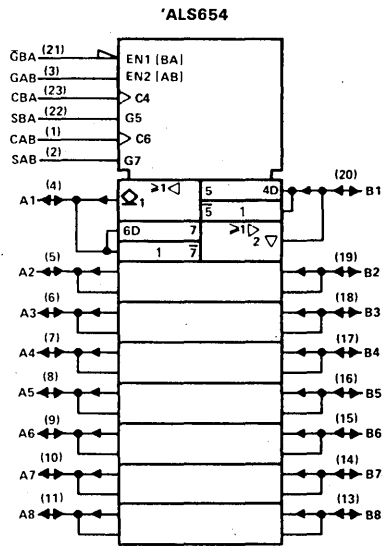 'ALS654
G̅BA (21) EN1 [BA]
GAB (3) EN2 [AB]
CBA (23) C4
SBA (22) G5
CAB (1) C6
SAB (2) G7
A1 (4) 1 ≥1 5 4D (20) B1
5̅ 1
6D 7 ≥1 2
1 7̅
A2 (5) (19) B2
A3 (6) (18) B3
A4 (7) (17) B4
A5 (8) (16) B5
A6 (9) (15) B6
A7 (10) (14) B7
A8 (11) (13) B8